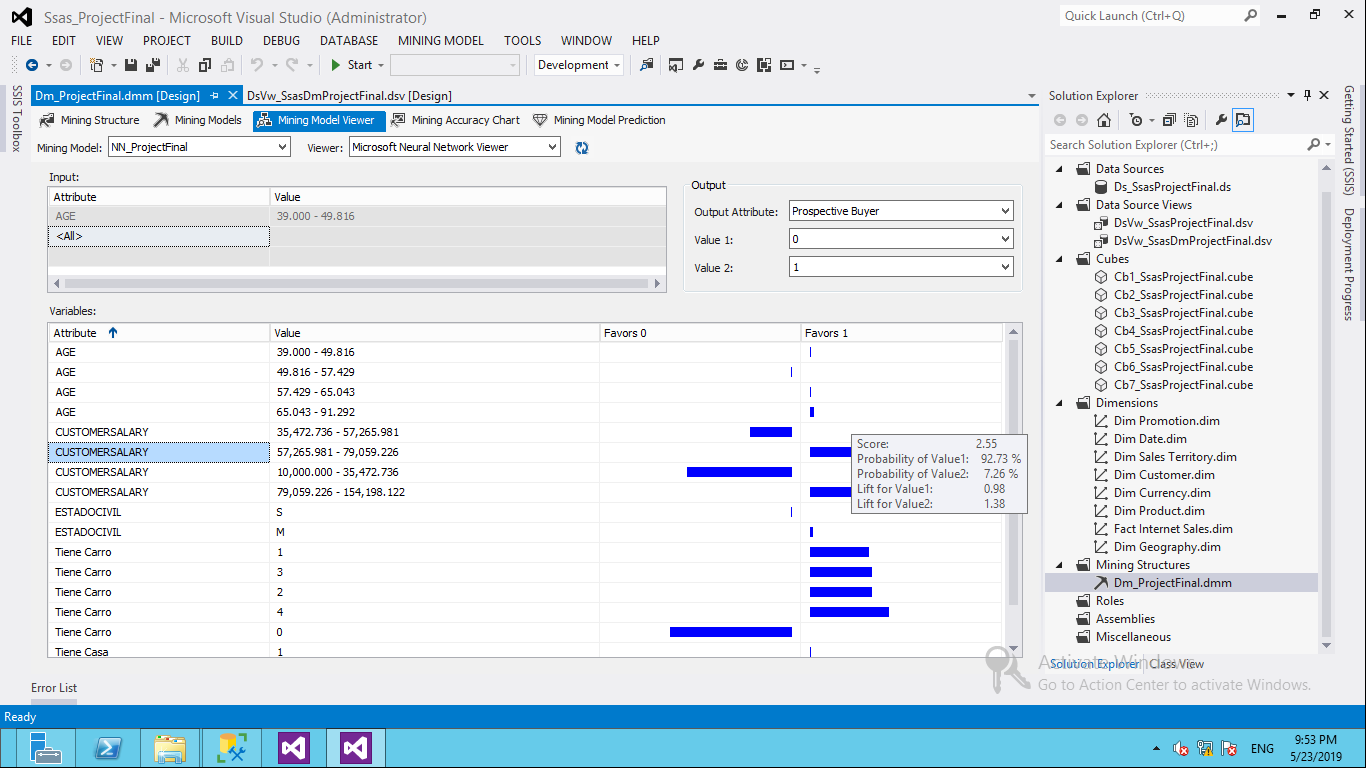 Ssas_ProjectFinal - Microsoft Visual Studio (Administrator)
Quick Launch (Ctrl+Q)
FILE EDIT VIEW PROJECT BUILD DEBUG DATABASE MINING MODEL TOOLS WINDOW HELP
Start Development
SSIS Toolbox
Dm_ProjectFinal.dmm [Design] DsVw_SsasDmProjectFinal.dsv [Design]
Mining Structure Mining Models Mining Model Viewer Mining Accuracy Chart Mining Model Prediction
Mining Model: NN_ProjectFinal Viewer: Microsoft Neural Network Viewer
Input:
Attribute Value
AGE 39.000 - 49.816
<All>
Output
Output Attribute: Prospective Buyer
Value 1: 0
Value 2: 1
Variables:
Attribute Value Favors 0 Favors 1
AGE 39.000 - 49.816
AGE 49.816 - 57.429
AGE 57.429 - 65.043
AGE 65.043 - 91.292
CUSTOMERSALARY 35,472.736 - 57,265.981
CUSTOMERSALARY 57,265.981 - 79,059.226
CUSTOMERSALARY 10,000.000 - 35,472.736
CUSTOMERSALARY 79,059.226 - 154,198.122
ESTADOCIVIL S
ESTADOCIVIL M
Tiene Carro 1
Tiene Carro 3
Tiene Carro 2
Tiene Carro 4
Tiene Carro 0
Tiene Casa 1
Score: 2.55
Probability of Value1: 92.73 %
Probability of Value2: 7.26 %
Lift for Value1: 0.98
Lift for Value2: 1.38
Solution Explorer
Search Solution Explorer (Ctrl+;)
Data Sources
Ds_SsasProjectFinal.ds
Data Source Views
DsVw_SsasProjectFinal.dsv
DsVw_SsasDmProjectFinal.dsv
Cubes
Cb1_SsasProjectFinal.cube
Cb2_SsasProjectFinal.cube
Cb3_SsasProjectFinal.cube
Cb4_SsasProjectFinal.cube
Cb5_SsasProjectFinal.cube
Cb6_SsasProjectFinal.cube
Cb7_SsasProjectFinal.cube
Dimensions
Dim Promotion.dim
Dim Date.dim
Dim Sales Territory.dim
Dim Customer.dim
Dim Currency.dim
Dim Product.dim
Fact Internet Sales.dim
Dim Geography.dim
Mining Structures
Dm_ProjectFinal.dmm
Roles
Assemblies
Miscellaneous
Solution Explorer Class View
Getting Started (SSIS)
Deployment Progress
Activate Windows
Go to Action Center to activate Windows.
Error List
Ready
ENG
9:53 PM
5/23/2019